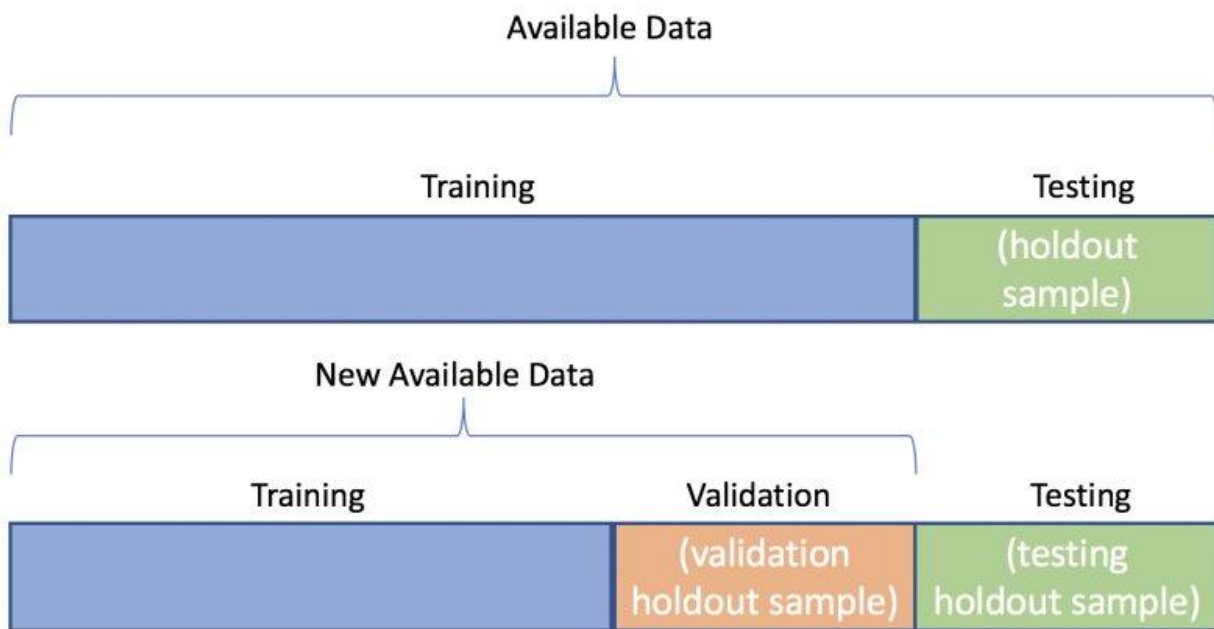 Available Data
Training
Testing
(holdout
sample)
New Available Data
Training
Validation
Testing
(validation
holdout sample)
(testing
holdout sample)